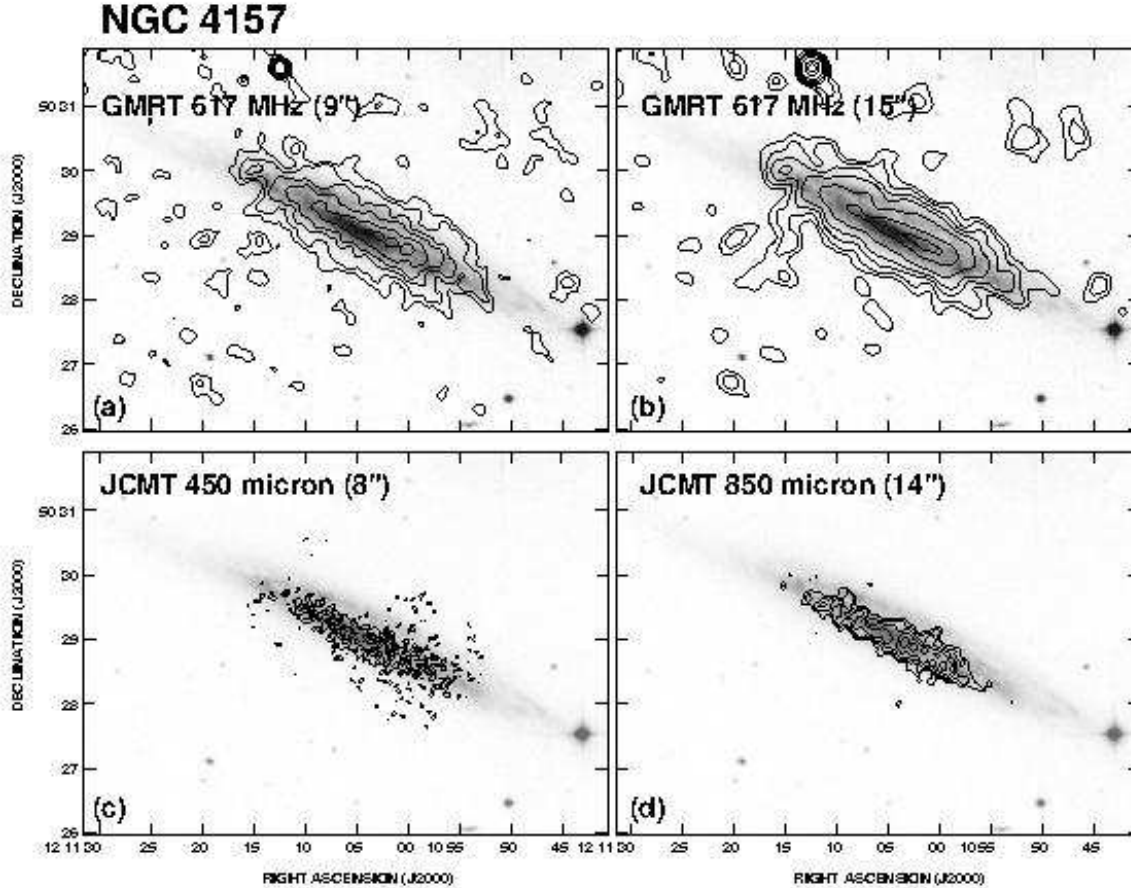 NGC 4157
GMRT 617 MHz (9")
GMRT 617 MHz (15")
50 31
30
29
28
27
26
DECLINATION (J2000)
(a)
(b)
JCMT 450 micron (8")
JCMT 850 micron (14")
50 31
30
29
28
27
26
DECLINATION (J2000)
(c)
(d)
12 11 30 25 20 15 10 05 00 10 55 50 45 12 11 30 25 20 15 10 05 00 10 55 50 45
RIGHT ASCENSION (J2000) RIGHT ASCENSION (J2000)